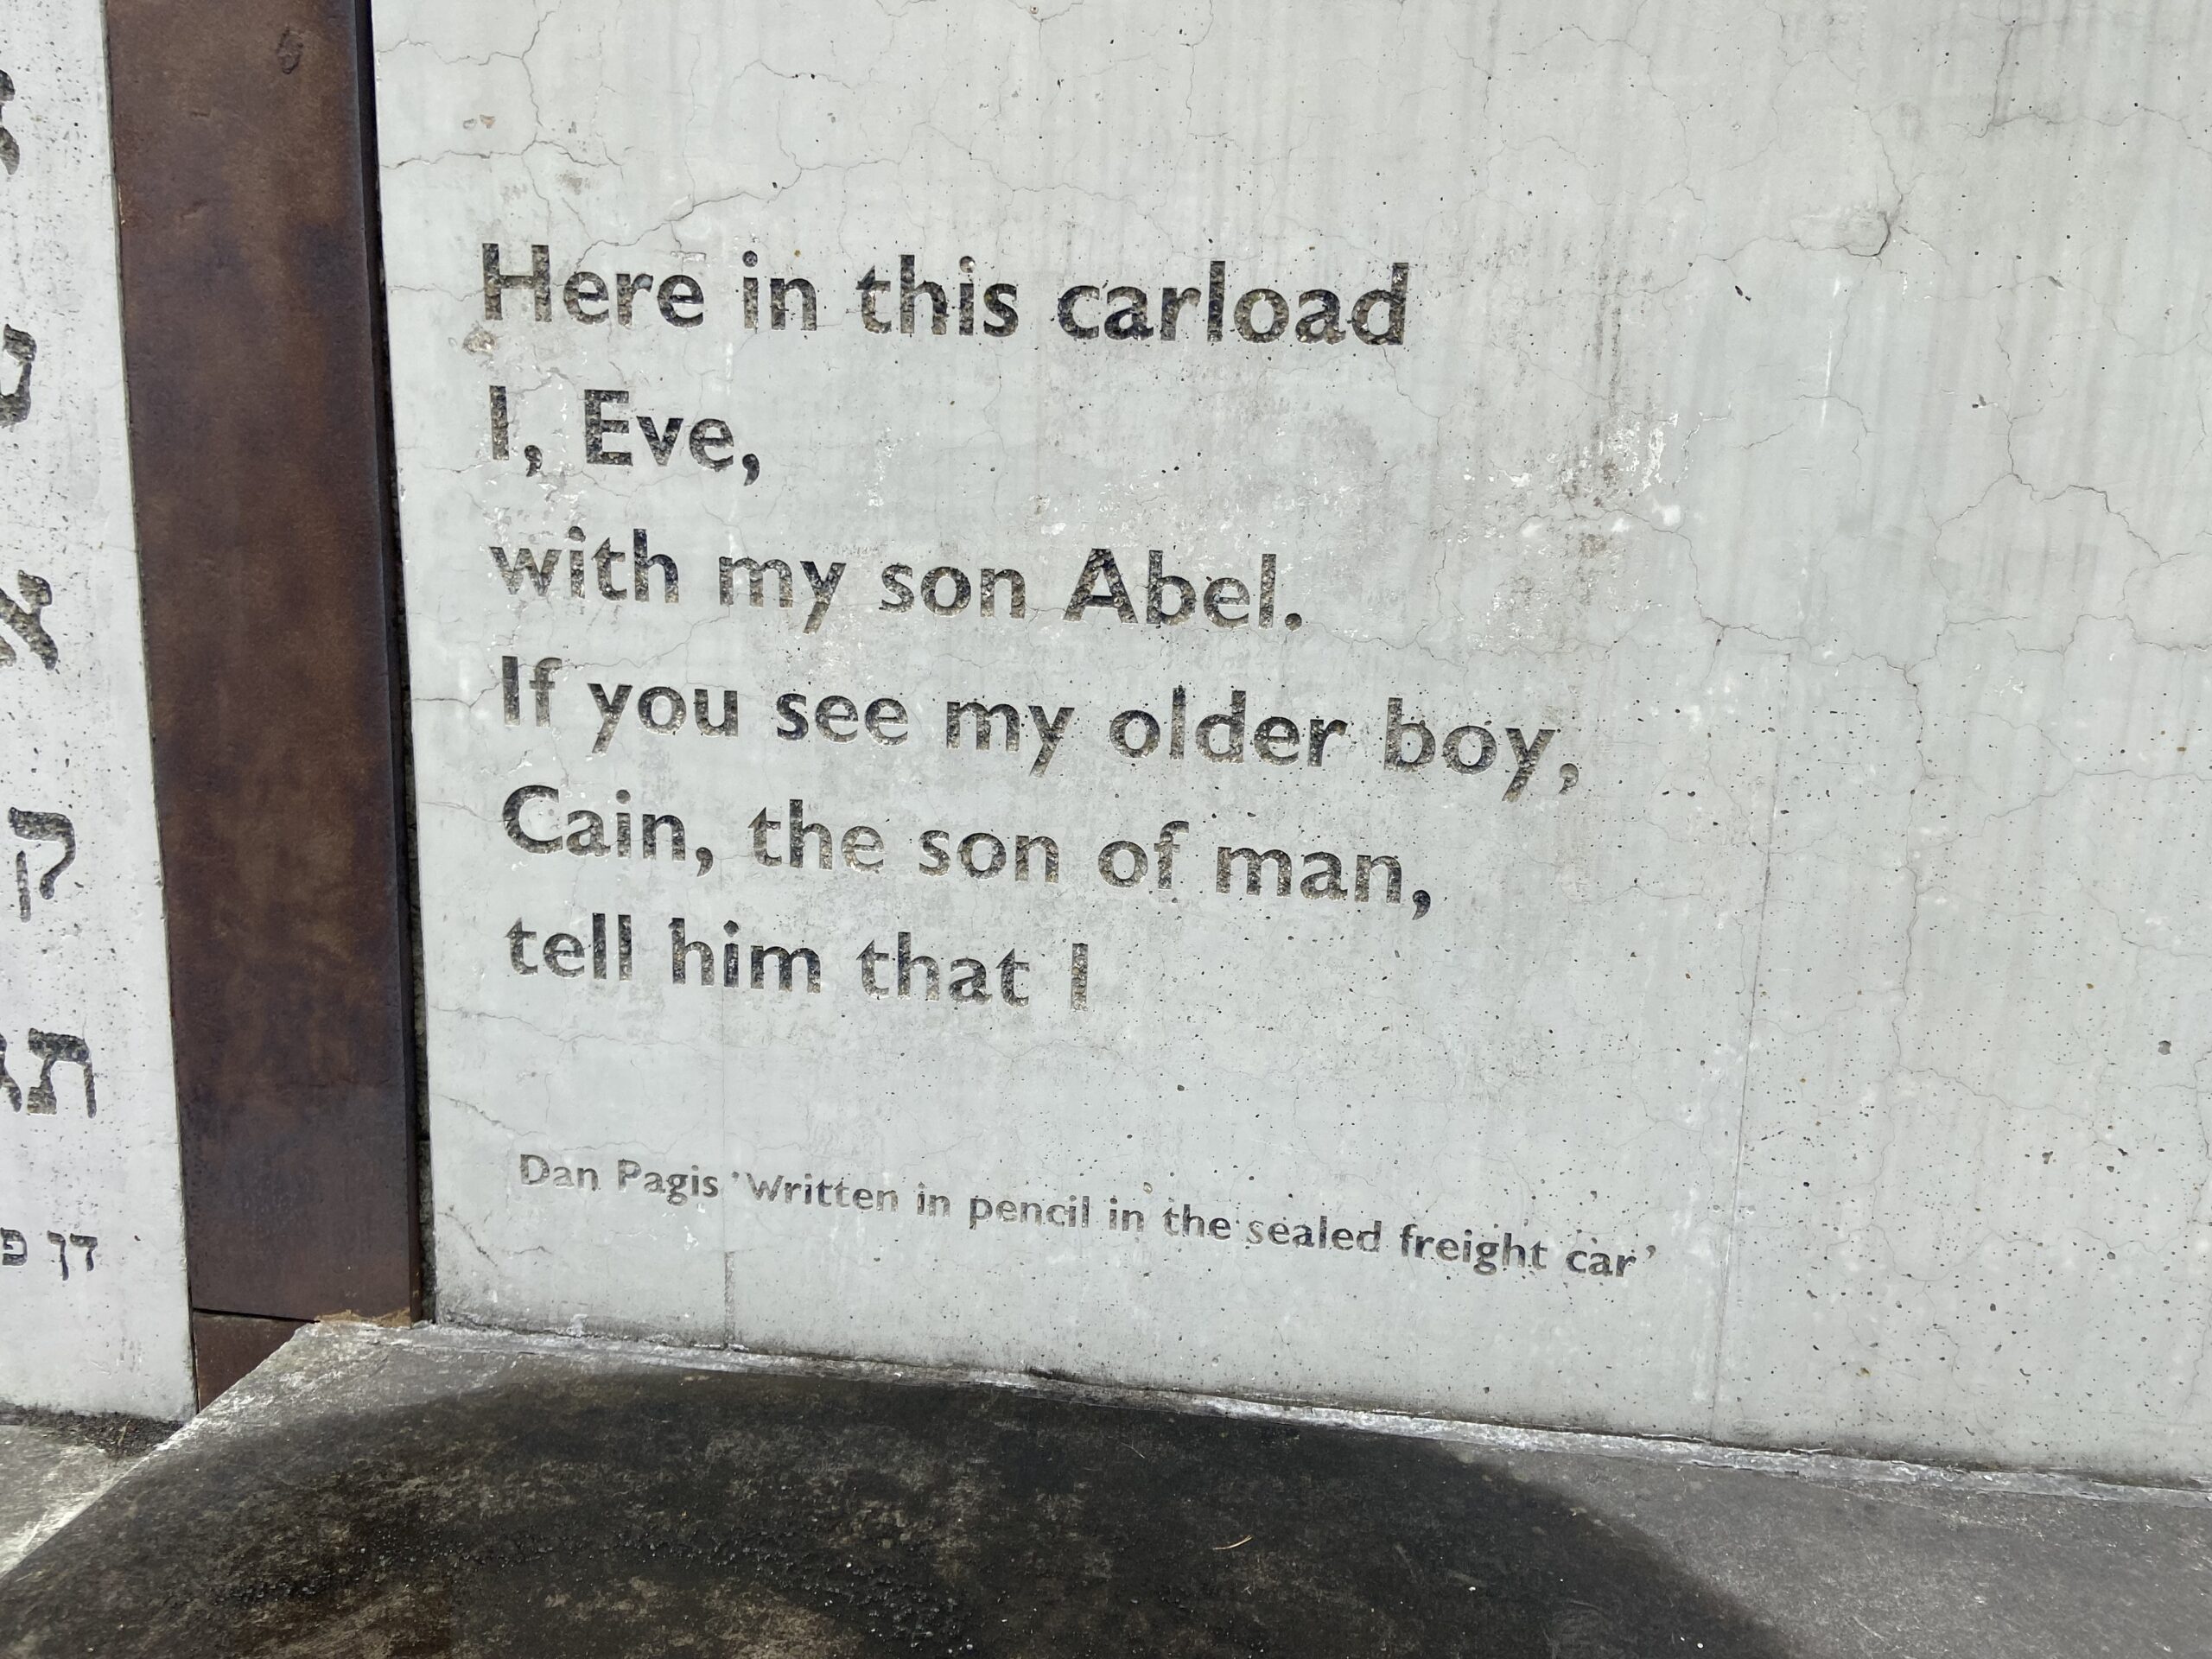 Here in this carload
I, Eve,
with my son Abel.
If you see my older boy,
Cain, the son of man,
tell him that I
Dan Pagis 'Written in pencil in the sealed freight car'